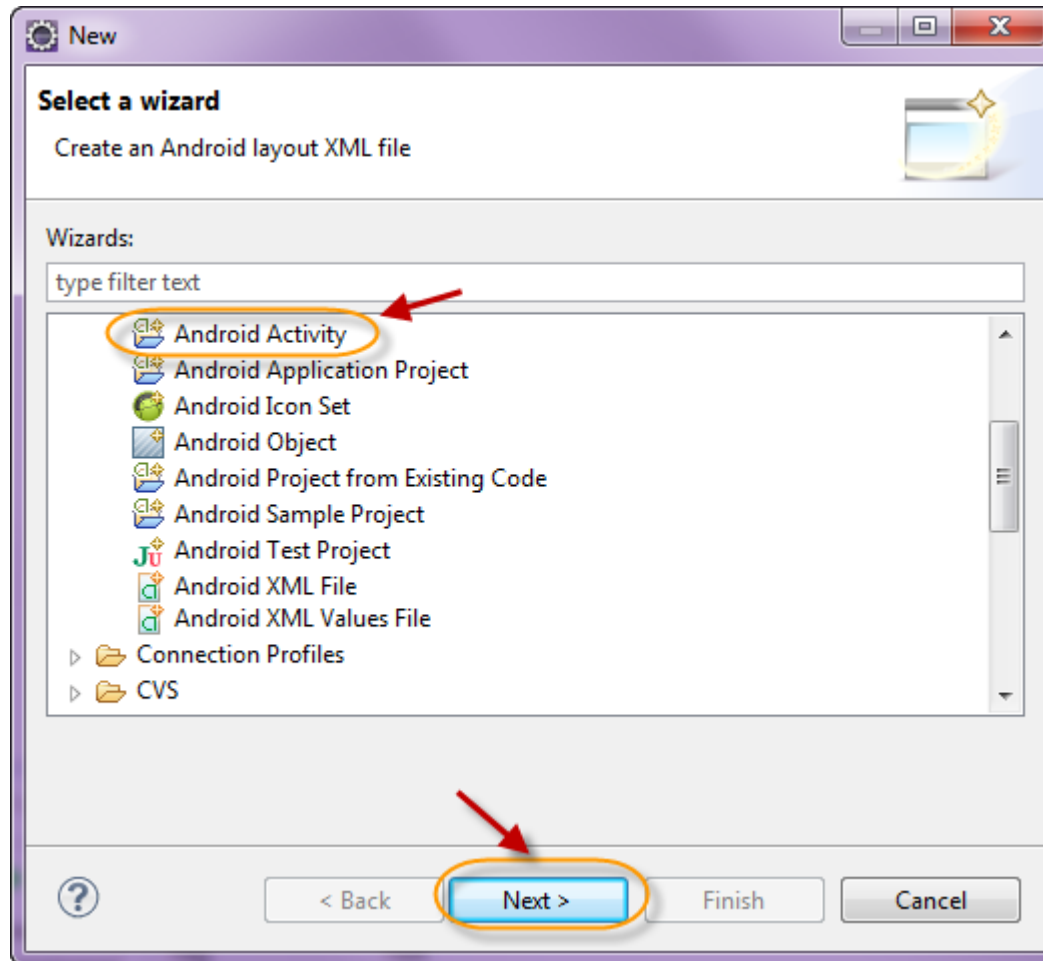 New
Select a wizard
Create an Android layout XML file
Wizards:
type filter text
Android Activity
Android Application Project
Android Icon Set
Android Object
Android Project from Existing Code
Android Sample Project
Android Test Project
Android XML File
Android XML Values File
Connection Profiles
CVS
? < Back Next > Finish Cancel